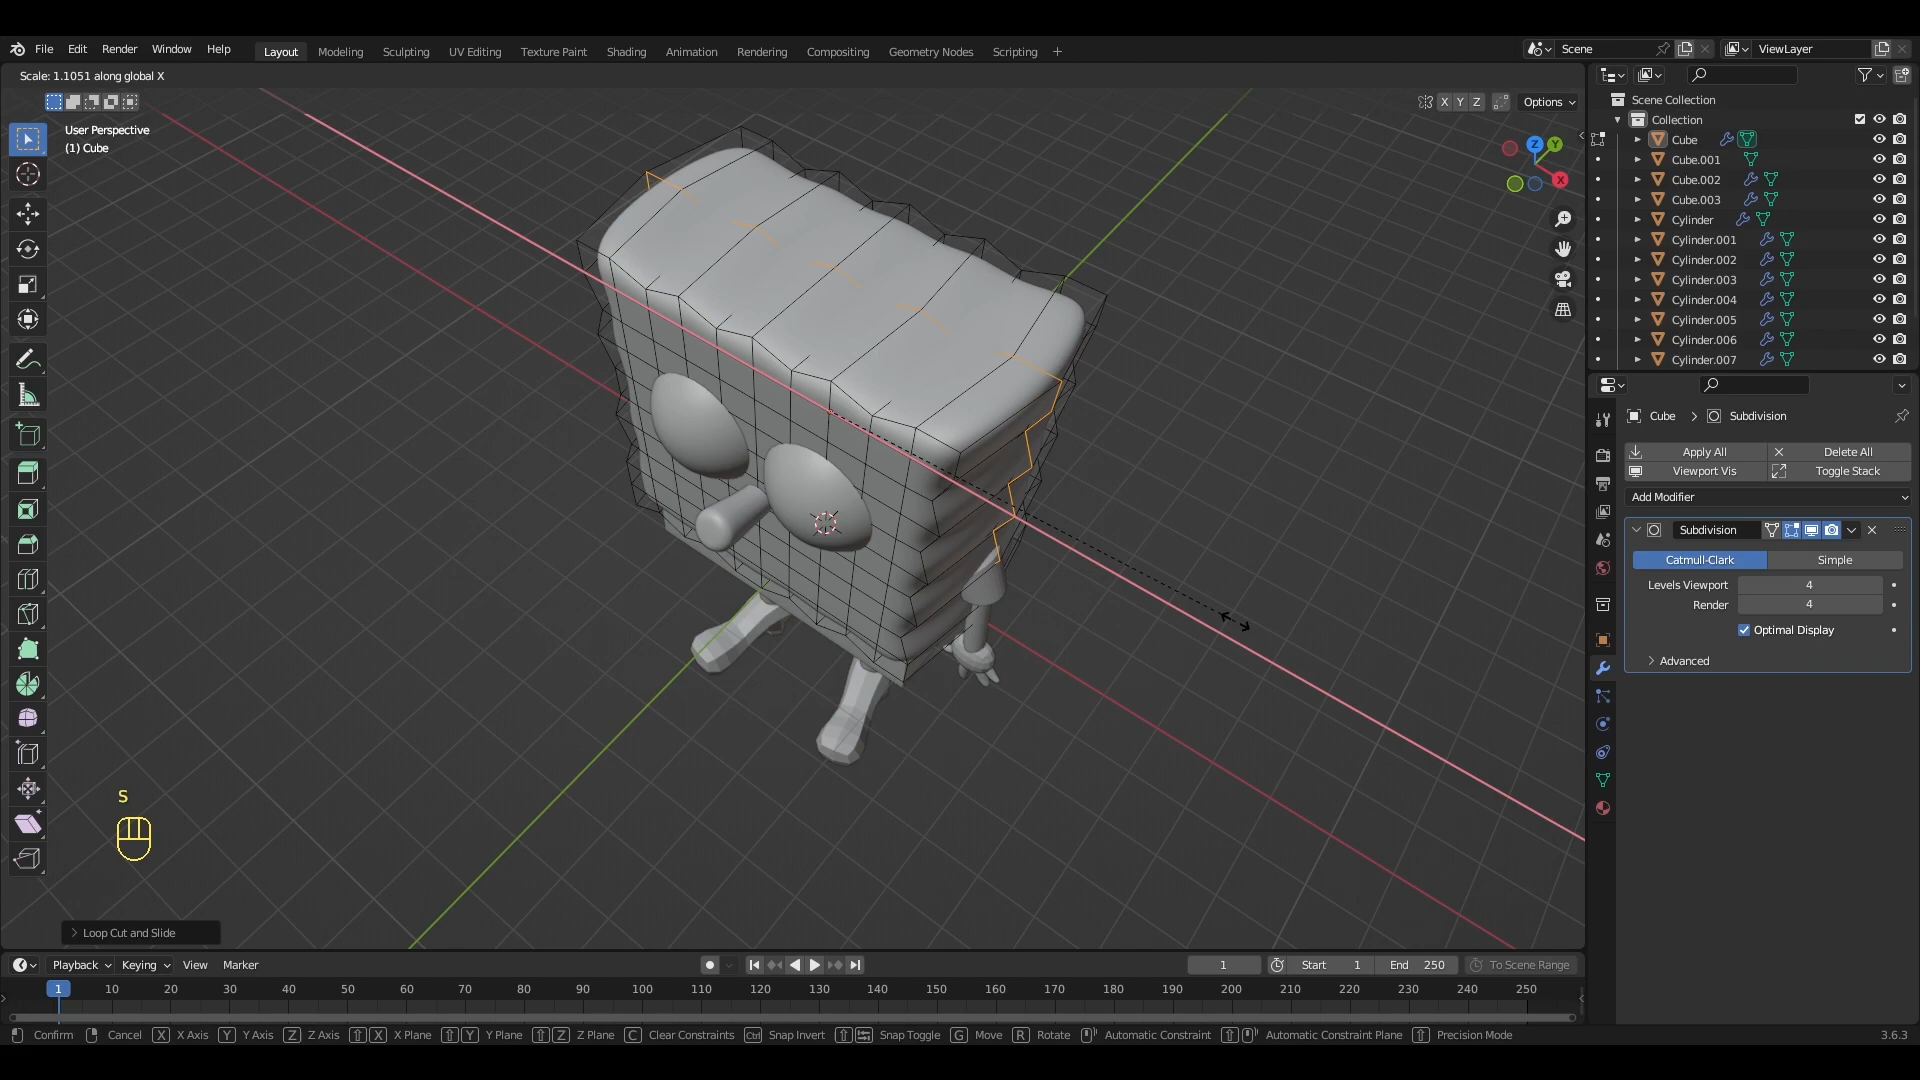 File Edit Render Window Help
Layout Modeling Sculpting UV Editing Texture Paint Shading Animation Rendering Compositing Geometry Nodes Scripting +
Scene
ViewLayer
Scale: 1.1051 along global X
X Y Z
Options
User Perspective
(1) Cube
Z
Y
X
Scene Collection
Collection
Cube
Cube.001
Cube.002
Cube.003
Cylinder
Cylinder.001
Cylinder.002
Cylinder.003
Cylinder.004
Cylinder.005
Cylinder.006
Cylinder.007
Cube > Subdivision
Apply All
Delete All
Viewport Vis
Toggle Stack
Add Modifier
Subdivision
Catmull-Clark
Simple
Levels Viewport 4
Render 4
Optimal Display
Advanced
S
Loop Cut and Slide
Playback Keying View Marker
1
Start 1
End 250
To Scene Range
1 10 20 30 40 50 60 70 80 90 100 110 120 130 140 150 160 170 180 190 200 210 220 230 240 250
Confirm Cancel X X Axis Y Y Axis Z Z Axis X X Plane Y Y Plane Z Z Plane C Clear Constraints Ctrl Snap Invert Snap Toggle G Move R Rotate Automatic Constraint Automatic Constraint Plane Precision Mode
3.6.3